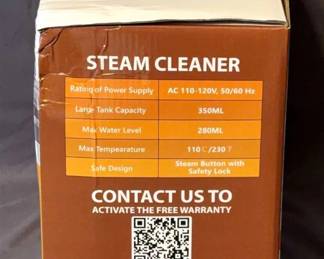 STEAM CLEANER
Rating of Power Supply AC 110-120V, 50/60 Hz
Large Tank Capacity 350ML
Max Water Level 280ML
Max Tempearature 110℃/230℉
Safe Design Steam Button with
Safety Lock
CONTACT US TO
ACTIVATE THE FREE WARRANTY